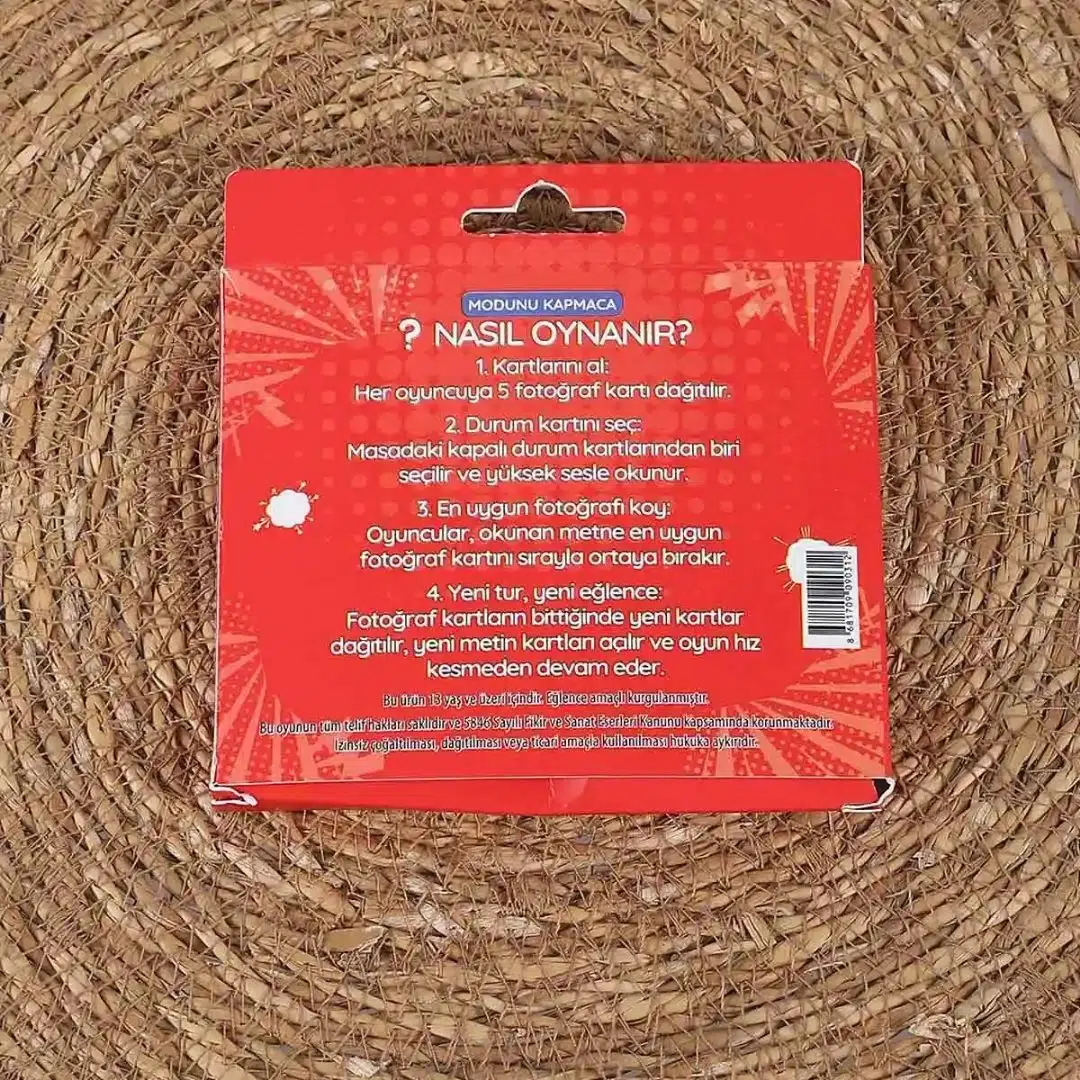 MODUNU KAPMACA
? NASIL OYNANIR?
1. Kartlarını al:
Her oyuncuya 5 fotoğraf kartı dağıtılır.
2. Durum kartını seç:
Masadaki kapalı durum kartlarından biri
seçilir ve yüksek sesle okunur.
3. En uygun fotoğrafı koy:
Oyuncular, okunan metne en uygun
fotoğraf kartını sırayla ortaya bırakır.
4. Yeni tur, yeni eğlence:
Fotoğraf kartların bittiğinde yeni kartlar
dağıtılır, yeni metin kartları açılır ve oyun hız
kesmeden devam eder.
Bu ürün 13 yaş ve üzeri içindir. Eğlence amaçlı kurgulanmıştır.
Bu oyunun tüm telif hakları saklıdır ve 5846 Sayılı Fikir ve Sanat Eserleri Kanunu kapsamında korunmaktadır.
İzinsiz çoğaltılması, dağıtılması veya ticari amaçla kullanılması hukuka aykırıdır.
8 681709 090312